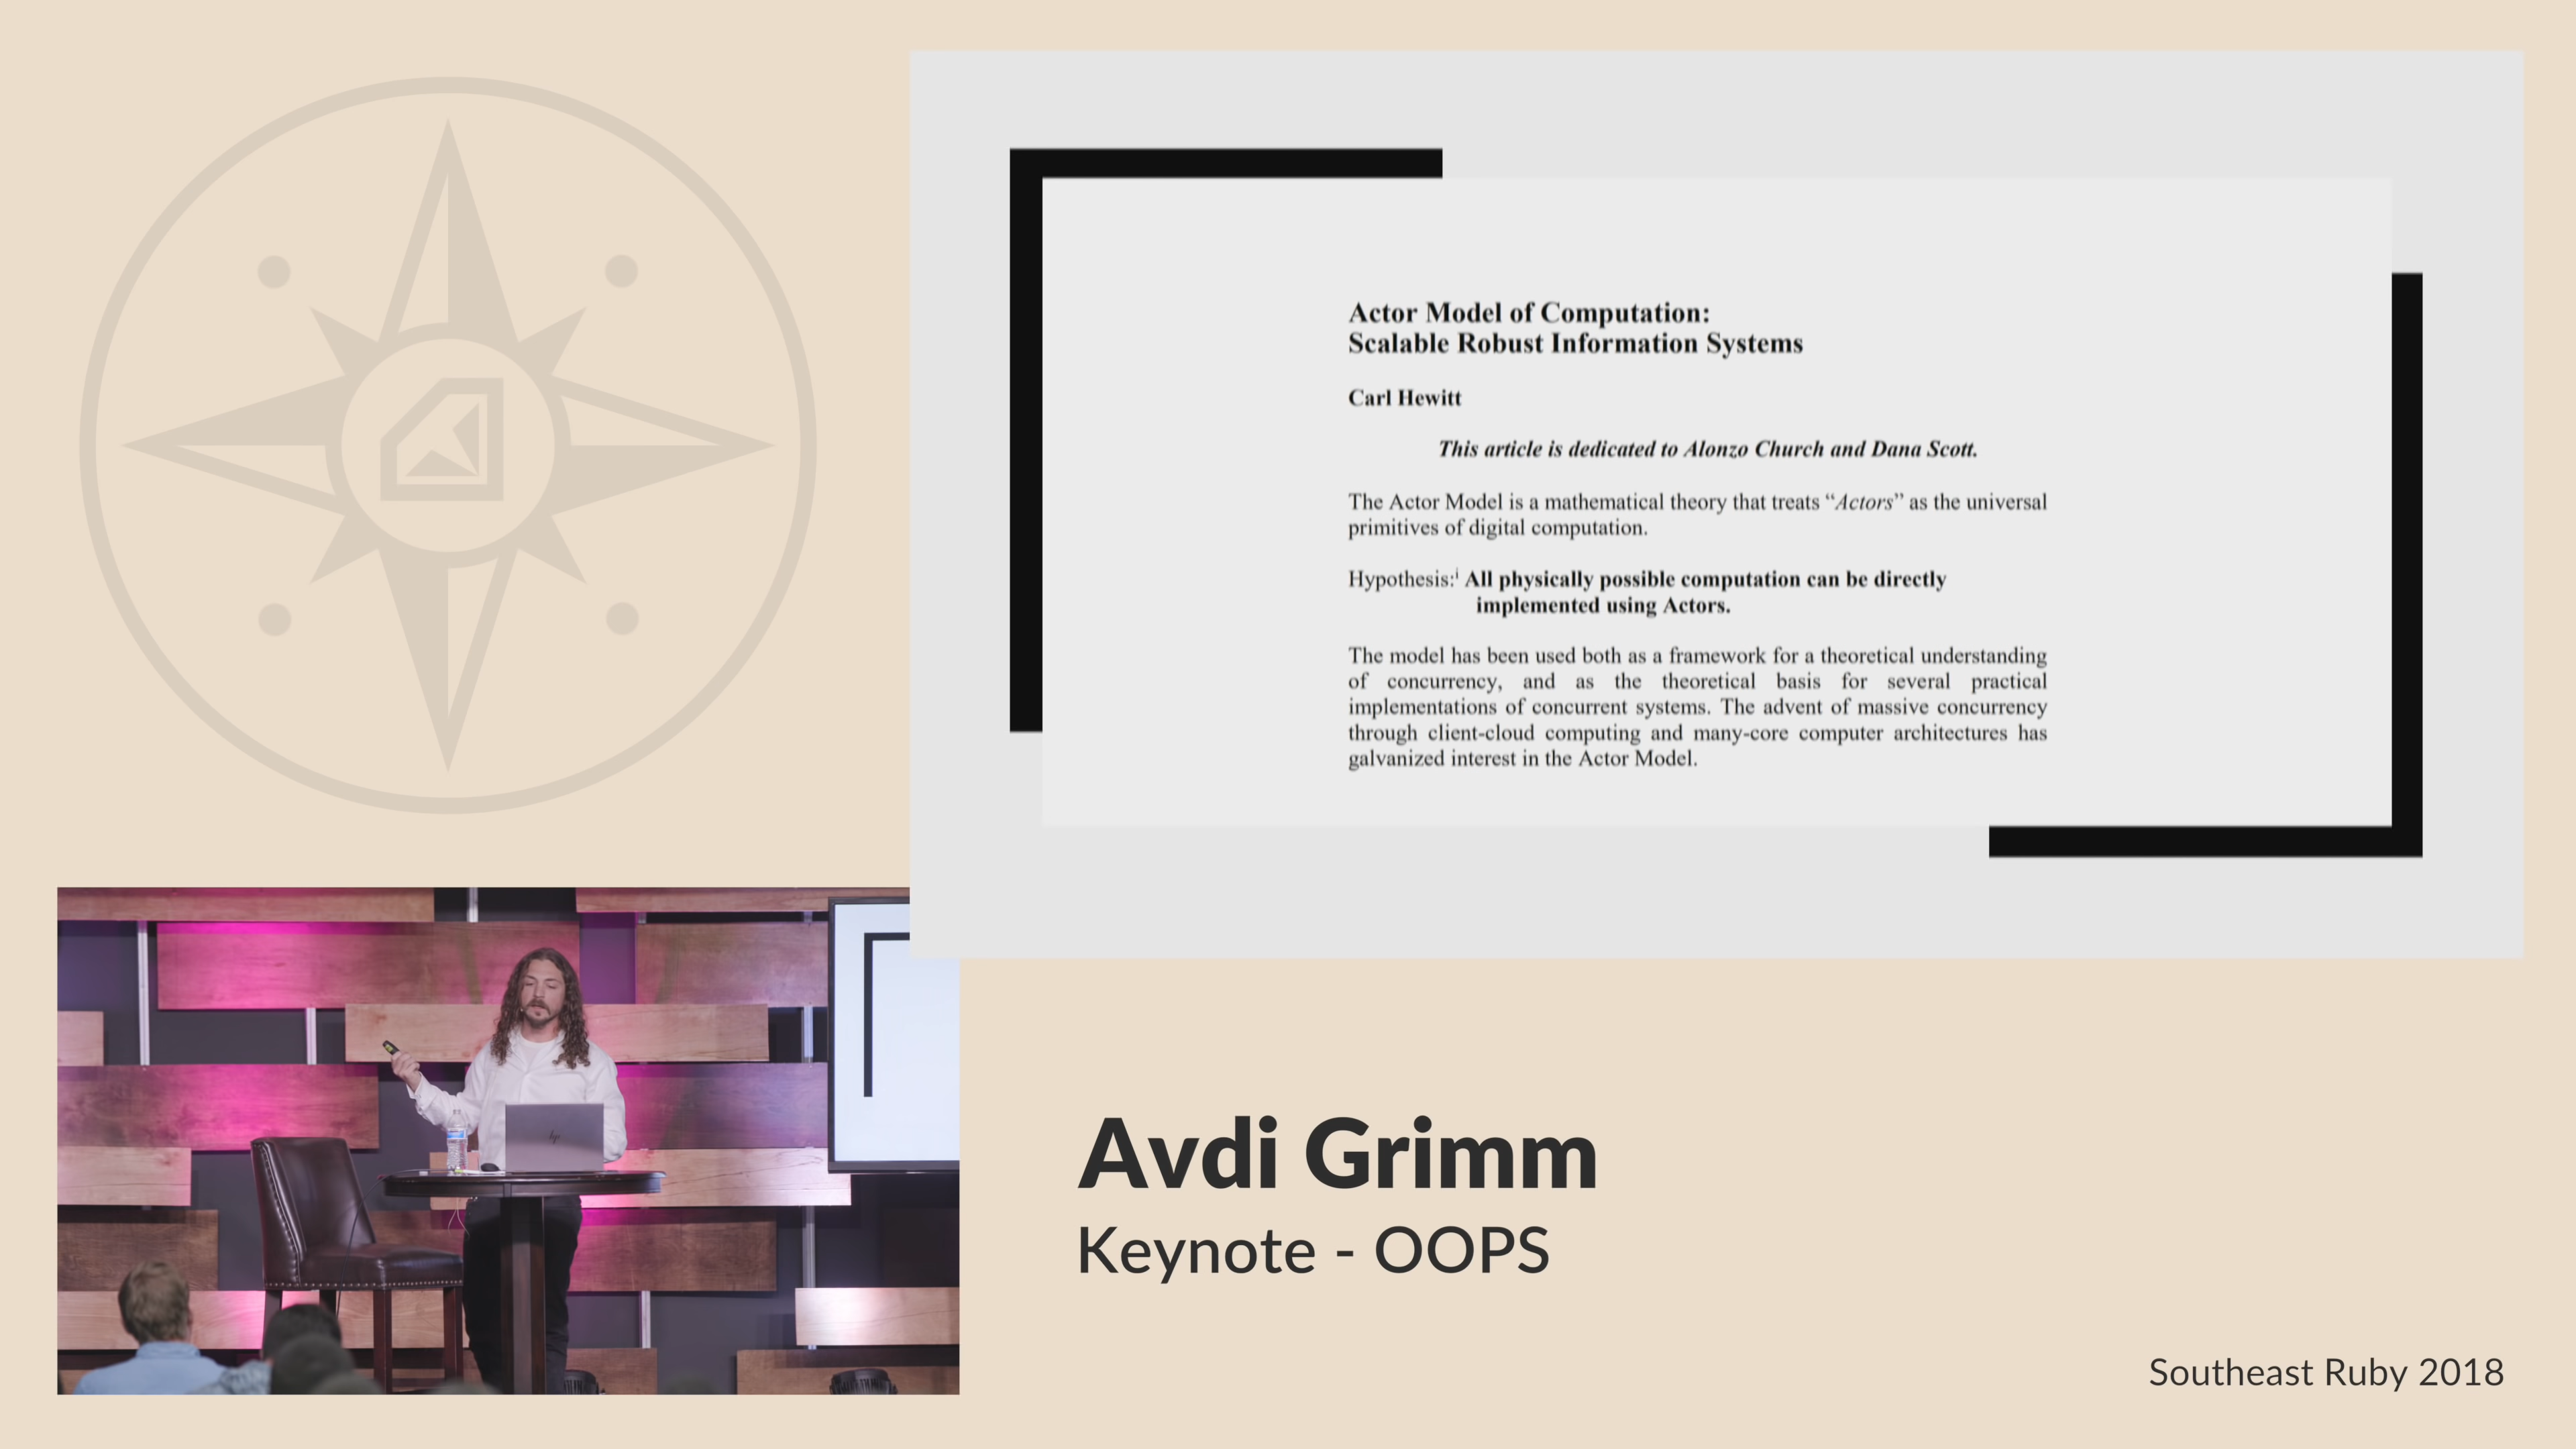 Actor Model of Computation:
Scalable Robust Information Systems
Carl Hewitt
This article is dedicated to Alonzo Church and Dana Scott.
The Actor Model is a mathematical theory that treats “Actors” as the universal
primitives of digital computation.
Hypothesis:ⁱ All physically possible computation can be directly
implemented using Actors.
The model has been used both as a framework for a theoretical understanding
of concurrency, and as the theoretical basis for several practical
implementations of concurrent systems. The advent of massive concurrency
through client-cloud computing and many-core computer architectures has
galvanized interest in the Actor Model.
hp
Avdi Grimm
Keynote - OOPS
Southeast Ruby 2018